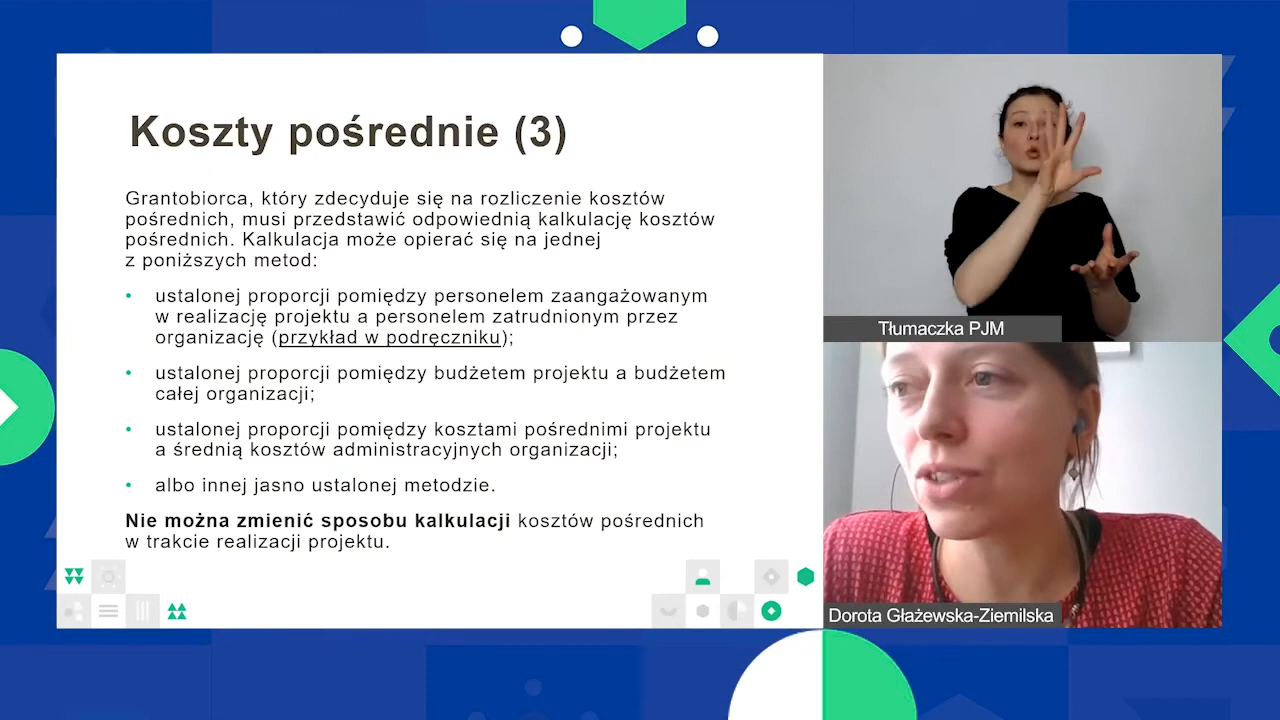 Koszty pośrednie (3)
Grantobiorca, który zdecyduje się na rozliczenie kosztów
pośrednich, musi przedstawić odpowiednią kalkulację kosztów
pośrednich. Kalkulacja może opierać się na jednej
z poniższych metod:
• ustalonej proporcji pomiędzy personelem zaangażowanym
w realizację projektu a personelem zatrudnionym przez
organizację (przykład w podręczniku);
• ustalonej proporcji pomiędzy budżetem projektu a budżetem
całej organizacji;
• ustalonej proporcji pomiędzy kosztami pośrednimi projektu
a średnią kosztów administracyjnych organizacji;
• albo innej jasno ustalonej metodzie.
Nie można zmienić sposobu kalkulacji kosztów pośrednich
w trakcie realizacji projektu.
Tłumaczka PJM
Dorota Głażewska-Ziemilska